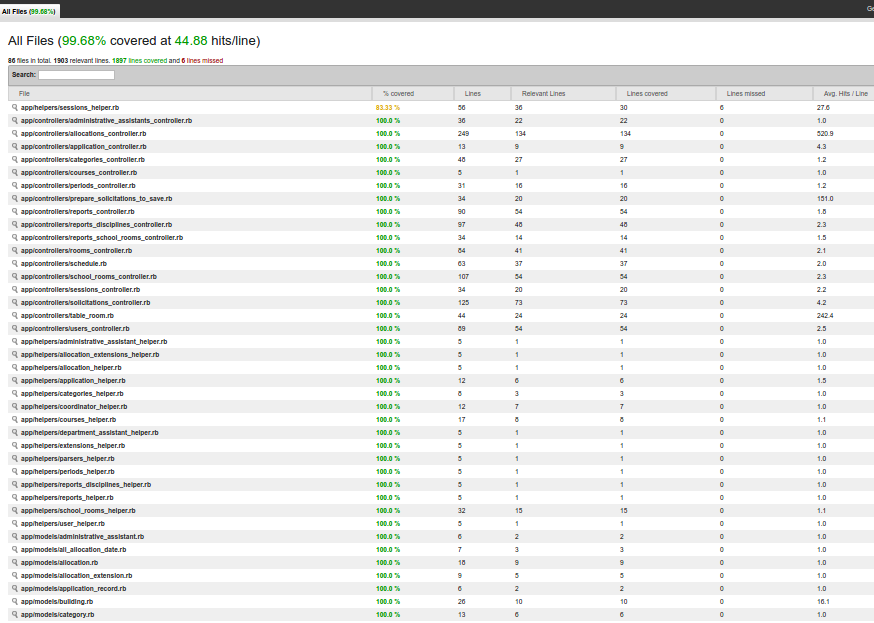 All Files (99.68%)
Ge
All Files (99.68% covered at 44.88 hits/line)
86 files in total. 1903 relevant lines. 1897 lines covered and 6 lines missed
Search:
File % covered Lines Relevant Lines Lines covered Lines missed Avg. Hits / Line
app/helpers/sessions_helper.rb 83.33 % 56 36 30 6 27.6
app/controllers/administrative_assistants_controller.rb 100.0 % 36 22 22 0 1.0
app/controllers/allocations_controller.rb 100.0 % 249 134 134 0 520.9
app/controllers/application_controller.rb 100.0 % 13 9 9 0 4.3
app/controllers/categories_controller.rb 100.0 % 48 27 27 0 1.2
app/controllers/courses_controller.rb 100.0 % 5 1 1 0 1.0
app/controllers/periods_controller.rb 100.0 % 31 16 16 0 1.2
app/controllers/prepare_solicitations_to_save.rb 100.0 % 34 20 20 0 151.0
app/controllers/reports_controller.rb 100.0 % 90 54 54 0 1.8
app/controllers/reports_disciplines_controller.rb 100.0 % 97 48 48 0 2.3
app/controllers/reports_school_rooms_controller.rb 100.0 % 34 14 14 0 1.5
app/controllers/rooms_controller.rb 100.0 % 84 41 41 0 2.1
app/controllers/schedule.rb 100.0 % 63 37 37 0 2.0
app/controllers/school_rooms_controller.rb 100.0 % 107 54 54 0 2.3
app/controllers/sessions_controller.rb 100.0 % 34 20 20 0 2.2
app/controllers/solicitations_controller.rb 100.0 % 125 73 73 0 4.2
app/controllers/table_room.rb 100.0 % 44 24 24 0 242.4
app/controllers/users_controller.rb 100.0 % 89 54 54 0 2.5
app/helpers/administrative_assistant_helper.rb 100.0 % 5 1 1 0 1.0
app/helpers/allocation_extensions_helper.rb 100.0 % 5 1 1 0 1.0
app/helpers/allocation_helper.rb 100.0 % 5 1 1 0 1.0
app/helpers/application_helper.rb 100.0 % 12 6 6 0 1.5
app/helpers/categories_helper.rb 100.0 % 8 3 3 0 1.0
app/helpers/coordinator_helper.rb 100.0 % 12 7 7 0 1.0
app/helpers/courses_helper.rb 100.0 % 17 8 8 0 1.1
app/helpers/department_assistant_helper.rb 100.0 % 5 1 1 0 1.0
app/helpers/extensions_helper.rb 100.0 % 5 1 1 0 1.0
app/helpers/parsers_helper.rb 100.0 % 5 1 1 0 1.0
app/helpers/periods_helper.rb 100.0 % 5 1 1 0 1.0
app/helpers/reports_disciplines_helper.rb 100.0 % 5 1 1 0 1.0
app/helpers/reports_helper.rb 100.0 % 5 1 1 0 1.0
app/helpers/school_rooms_helper.rb 100.0 % 32 15 15 0 1.1
app/helpers/user_helper.rb 100.0 % 5 1 1 0 1.0
app/models/administrative_assistant.rb 100.0 % 6 2 2 0 1.0
app/models/all_allocation_date.rb 100.0 % 7 3 3 0 1.0
app/models/allocation.rb 100.0 % 18 9 9 0 1.0
app/models/allocation_extension.rb 100.0 % 9 5 5 0 1.0
app/models/application_record.rb 100.0 % 6 2 2 0 1.0
app/models/building.rb 100.0 % 26 10 10 0 16.1
app/models/category.rb 100.0 % 13 6 6 0 1.0